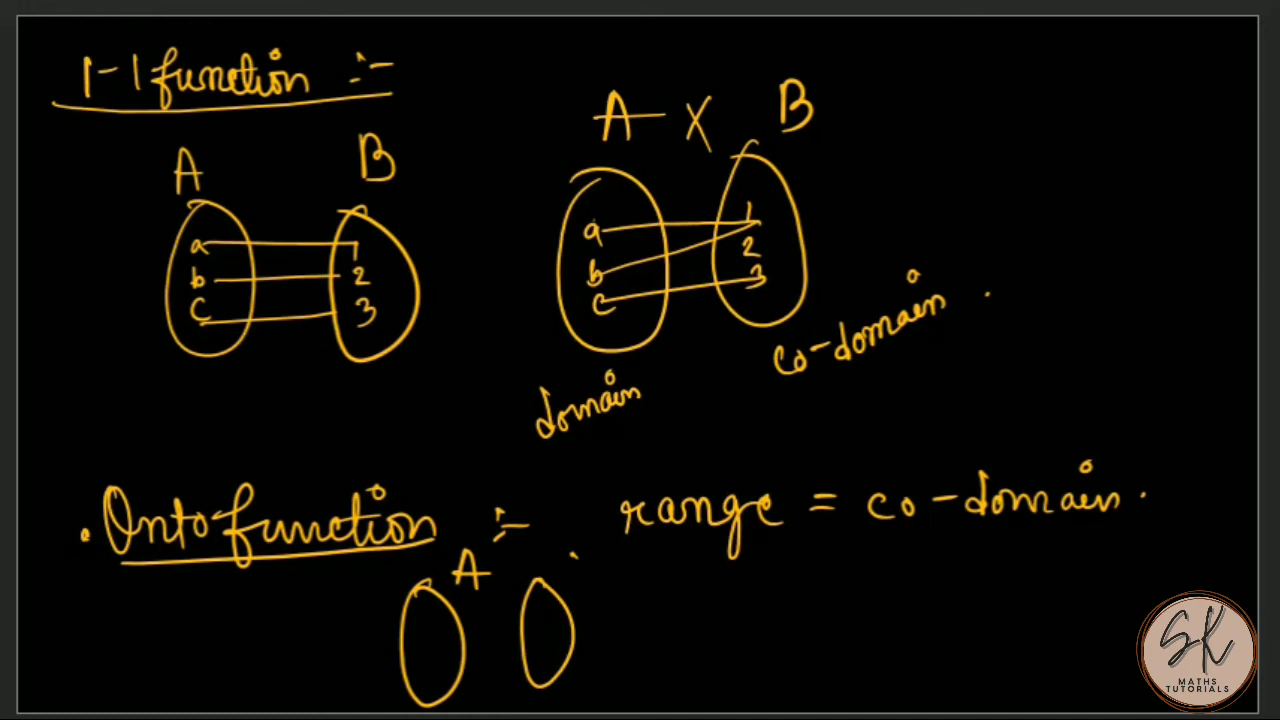 1-1 function :-
A B
a 1
b 2
c 3
A X B
a 1
b 2
c 3
domain
co-domain
. Onto function :- range = co-domain.
A
SK
MATHS
TUTORIALS